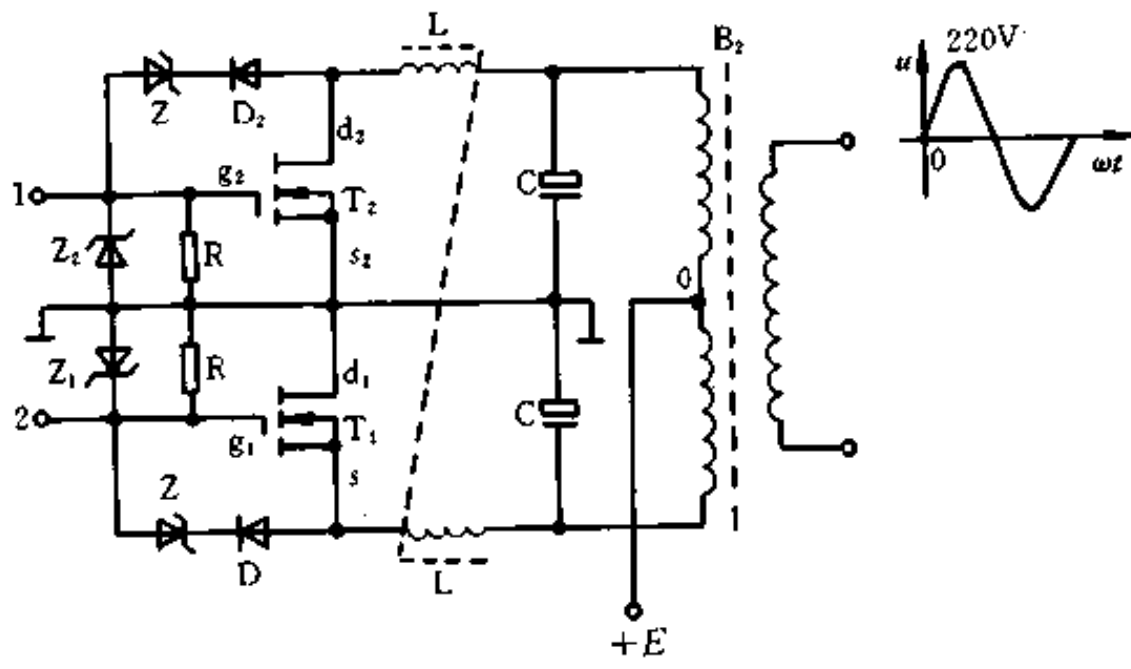 L
B₂
220V
u
Z
D₂
d₂
0
ωt
1
g₂
T₂
C
Z₂
R
s₂
0
Z₁
R
d₁
C
2
g₁
T₁
Z
s
D
L
+E